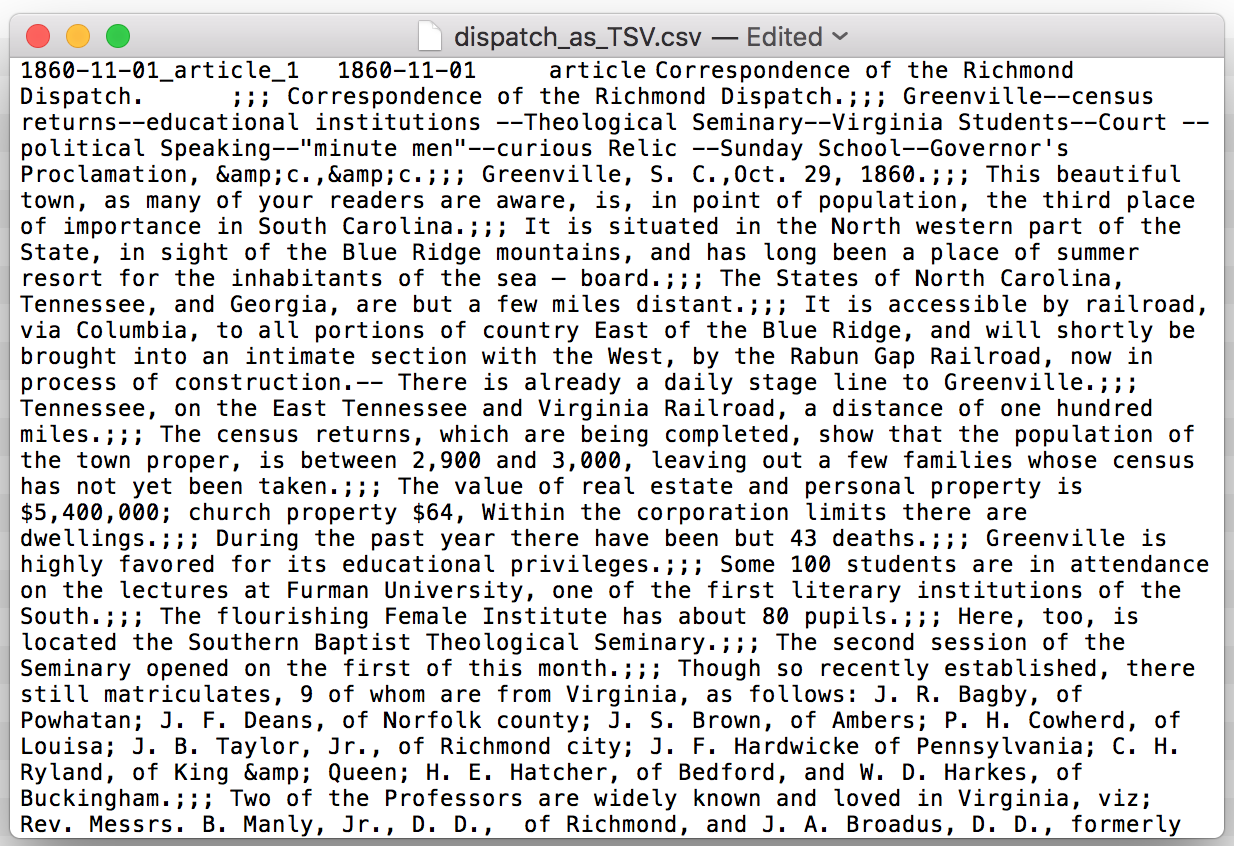 dispatch_as_TSV.csv — Edited
1860-11-01_article_1 1860-11-01 article Correspondence of the Richmond
Dispatch. ;;; Correspondence of the Richmond Dispatch.;;; Greenville--census
returns--educational institutions --Theological Seminary--Virginia Students--Court --
political Speaking--"minute men"--curious Relic --Sunday School--Governor's
Proclamation, &amp;c.,&amp;c.;;; Greenville, S. C.,Oct. 29, 1860.;;; This beautiful
town, as many of your readers are aware, is, in point of population, the third place
of importance in South Carolina.;;; It is situated in the North western part of the
State, in sight of the Blue Ridge mountains, and has long been a place of summer
resort for the inhabitants of the sea — board.;;; The States of North Carolina,
Tennessee, and Georgia, are but a few miles distant.;;; It is accessible by railroad,
via Columbia, to all portions of country East of the Blue Ridge, and will shortly be
brought into an intimate section with the West, by the Rabun Gap Railroad, now in
process of construction.-- There is already a daily stage line to Greenville.;;;
Tennessee, on the East Tennessee and Virginia Railroad, a distance of one hundred
miles.;;; The census returns, which are being completed, show that the population of
the town proper, is between 2,900 and 3,000, leaving out a few families whose census
has not yet been taken.;;; The value of real estate and personal property is
$5,400,000; church property $64, Within the corporation limits there are
dwellings.;;; During the past year there have been but 43 deaths.;;; Greenville is
highly favored for its educational privileges.;;; Some 100 students are in attendance
on the lectures at Furman University, one of the first literary institutions of the
South.;;; The flourishing Female Institute has about 80 pupils.;;; Here, too, is
located the Southern Baptist Theological Seminary.;;; The second session of the
Seminary opened on the first of this month.;;; Though so recently established, there
still matriculates, 9 of whom are from Virginia, as follows: J. R. Bagby, of
Powhatan; J. F. Deans, of Norfolk county; J. S. Brown, of Ambers; P. H. Cowherd, of
Louisa; J. B. Taylor, Jr., of Richmond city; J. F. Hardwicke of Pennsylvania; C. H.
Ryland, of King &amp; Queen; H. E. Hatcher, of Bedford, and W. D. Harkes, of
Buckingham.;;; Two of the Professors are widely known and loved in Virginia, viz;
Rev. Messrs. B. Manly, Jr., D. D., of Richmond, and J. A. Broadus, D. D., formerly